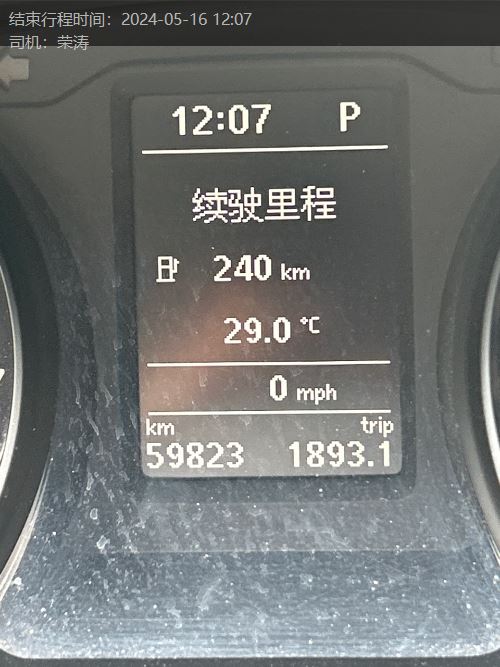 结束行程时间：2024-05-16 12:07
司机：荣涛
12:07 P
续驶里程
240 km
29.0 °C
0 mph
km trip
59823 1893.1